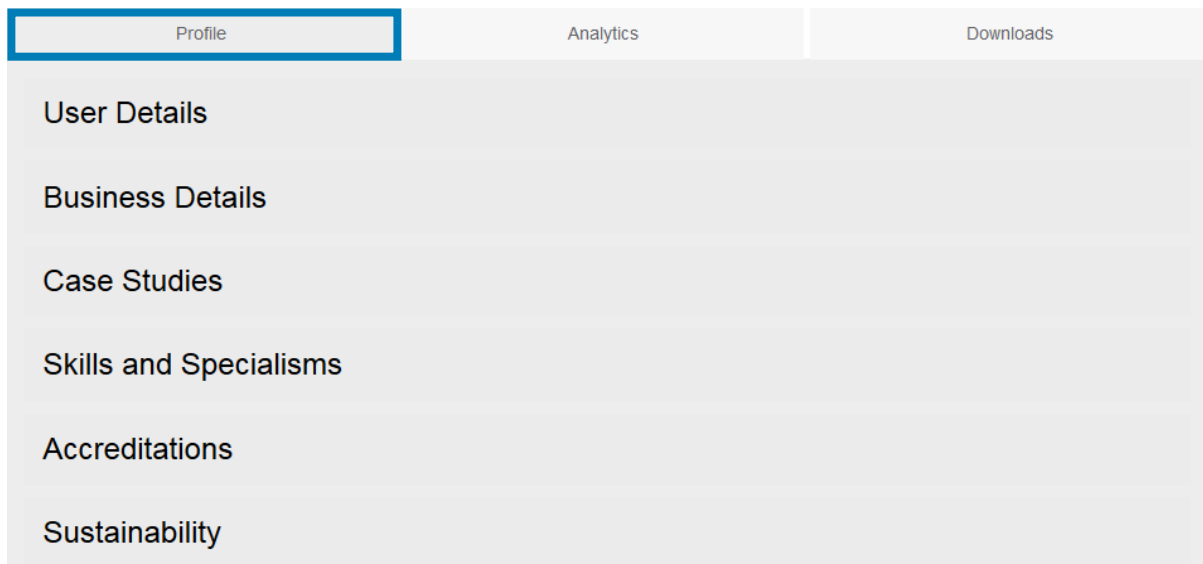 Profile
Analytics
Downloads
User Details
Business Details
Case Studies
Skills and Specialisms
Accreditations
Sustainability